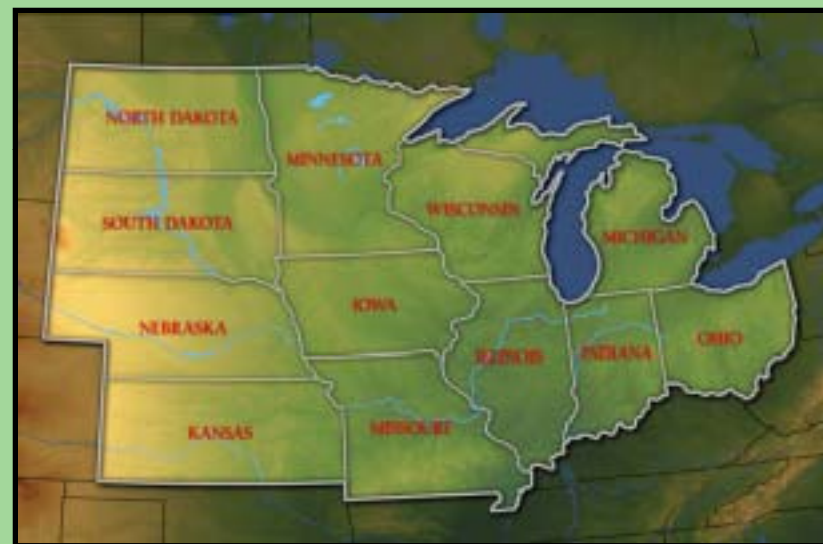 NORTH DAKOTA
MINNESOTA
SOUTH DAKOTA
WISCONSIN
MICHIGAN
NEBRASKA
IOWA
ILLINOIS
INDIANA
OHIO
KANSAS
MISSOURI